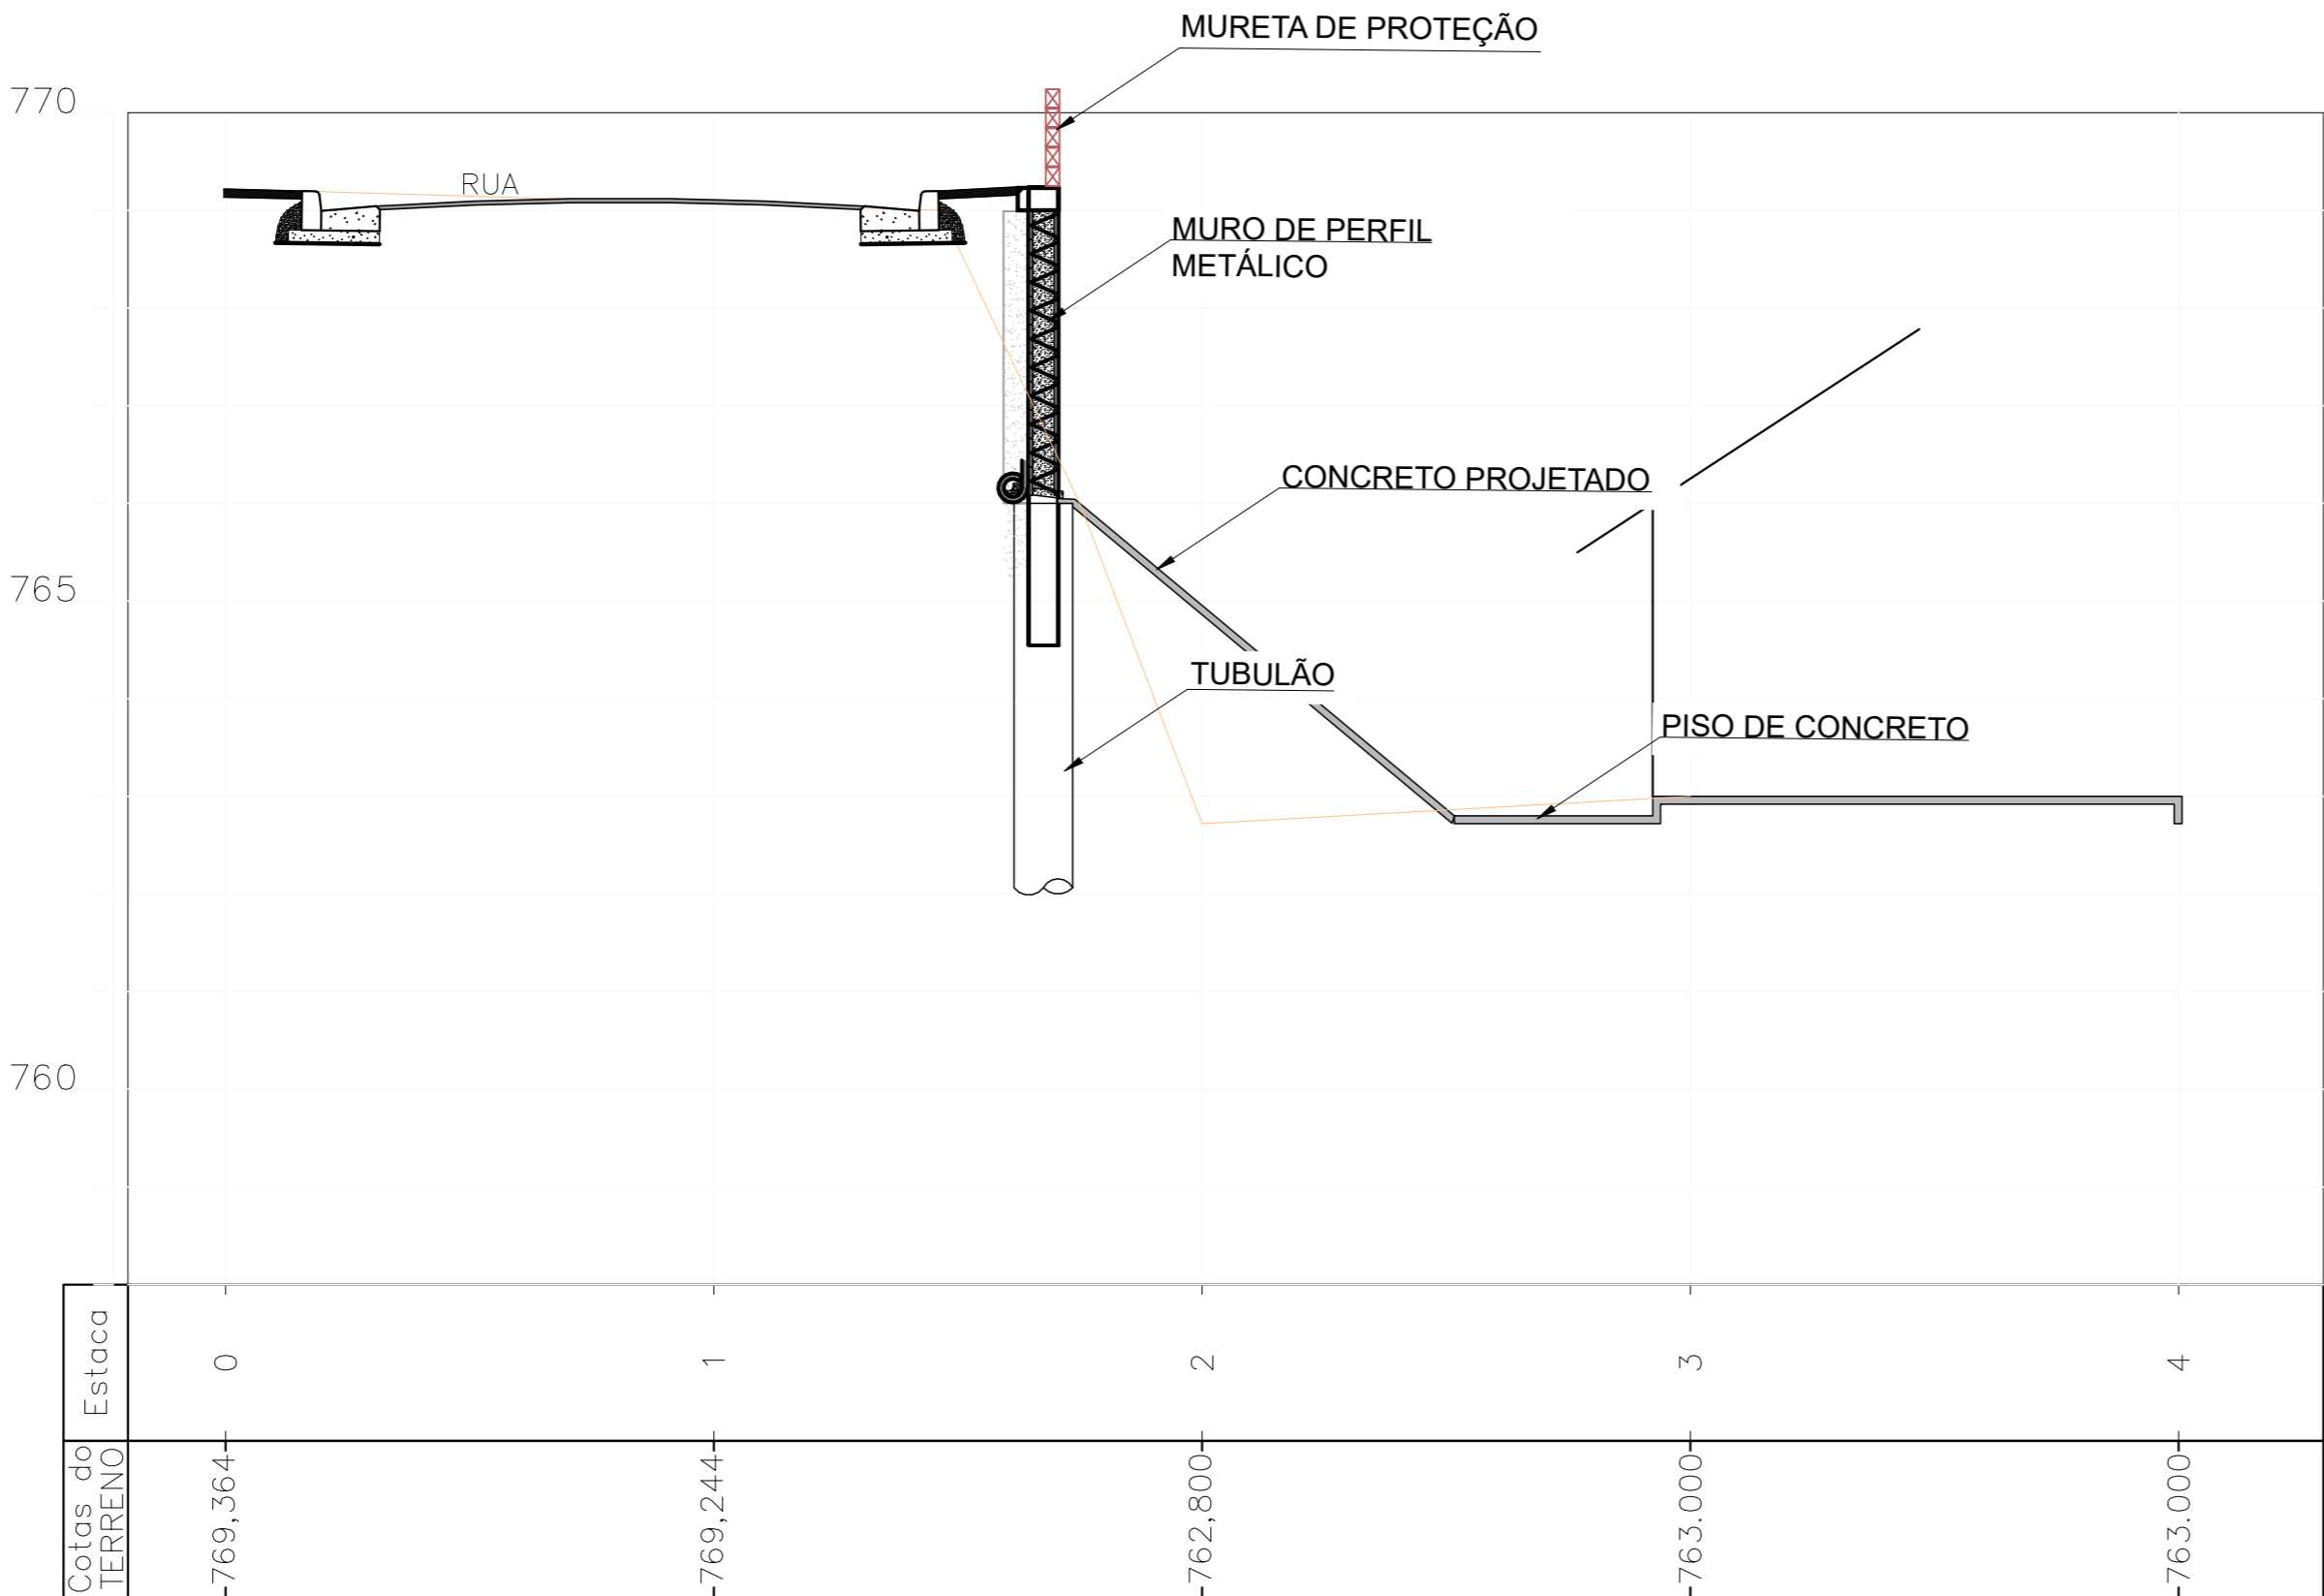 MURETA DE PROTEÇÃO
770
RUA
MURO DE PERFIL
METÁLICO
CONCRETO PROJETADO
765
TUBULÃO
PISO DE CONCRETO
760
Estaca
0
1
2
3
4
Cotas do
TERRENO
769,364
769,244
762,800
763.000
763.000